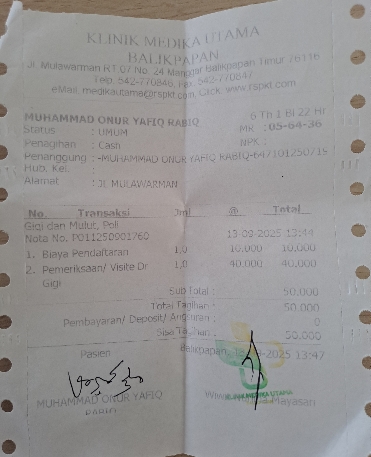 KLINIK MEDIKA UTAMA
BALIKPAPAN
Jl. Mulawarman RT.07 No. 24 Manggar Balikpapan Timur 76116
Telp. 542-770846, Fax. 542-770847
eMail. medikautama@rspkt.com, Click. www.rspkt.com
MUHAMMAD ONUR YAFIQ RABIQ 6 Th 1 Bl 22 Hr
Status : UMUM MR : 05-64-36
Penagihan : Cash NPK :
Penanggung : -MUHAMMAD ONUR YAFIQ RABIQ-
Hub. Kel. :
Alamat : Jl. MULAWARMAN
No. Transaksi Jml @ Total
Gigi dan Mulut, Poli
Nota No. PO11250901760 13-09-2025 13:44
1. Biaya Pendaftaran 1,0 10.000 10.000
2. Pemeriksaan/ Visite Dr 1,0 40.000 40.000
Gigi
Sub Total : 50.000
Total Tagihan : 50.000
Pembayaran/ Deposit/ Angsuran : 0
Sisa Tagihan : 50.000
Pasien Balikpapan, 2025 13:47
KLINIK MEDIKA UTAMA
MUHAMMAD ONUR YAFIQ Mayasari